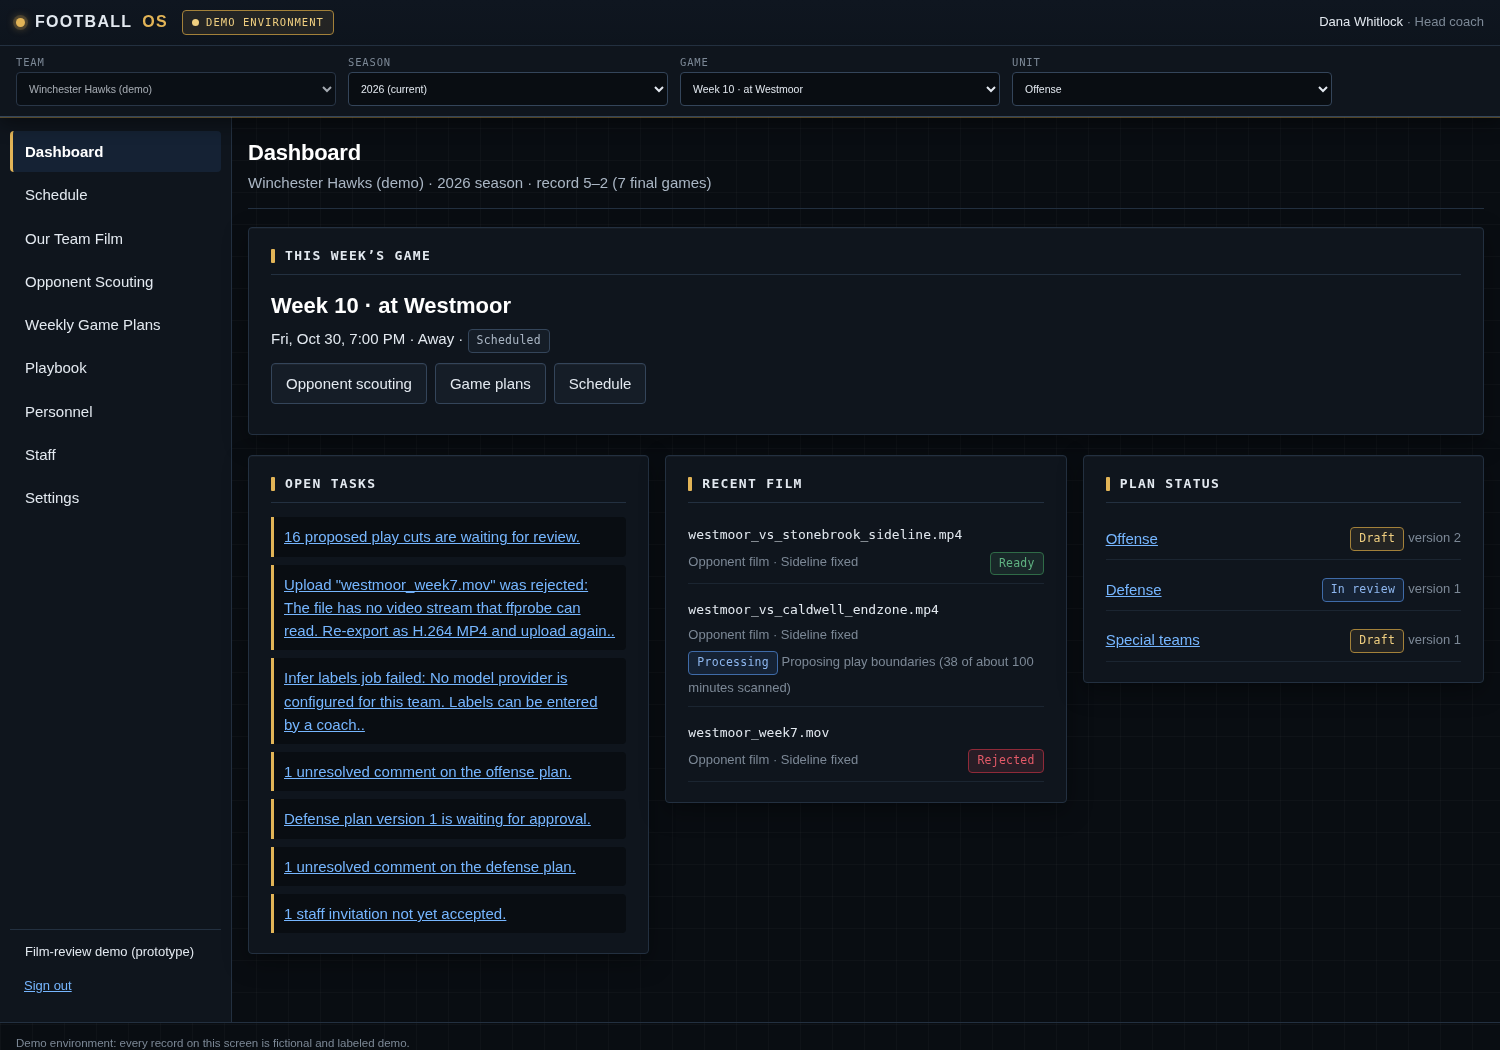 FOOTBALL OS
DEMO ENVIRONMENT
Dana Whitlock · Head coach
TEAM
Winchester Hawks (demo)
SEASON
2026 (current)
GAME
Week 10 · at Westmoor
UNIT
Offense
Dashboard
Schedule
Our Team Film
Opponent Scouting
Weekly Game Plans
Playbook
Personnel
Staff
Settings
Film-review demo (prototype)
Sign out
Dashboard
Winchester Hawks (demo) · 2026 season · record 5–2 (7 final games)
THIS WEEK’S GAME
Week 10 · at Westmoor
Fri, Oct 30, 7:00 PM · Away · Scheduled
Opponent scouting
Game plans
Schedule
OPEN TASKS
16 proposed play cuts are waiting for review.
Upload "westmoor_week7.mov" was rejected:
The file has no video stream that ffprobe can
read. Re-export as H.264 MP4 and upload again..
Infer labels job failed: No model provider is
configured for this team. Labels can be entered
by a coach..
1 unresolved comment on the offense plan.
Defense plan version 1 is waiting for approval.
1 unresolved comment on the defense plan.
1 staff invitation not yet accepted.
RECENT FILM
westmoor_vs_stonebrook_sideline.mp4
Opponent film · Sideline fixed Ready
westmoor_vs_caldwell_endzone.mp4
Opponent film · Sideline fixed
Processing Proposing play boundaries (38 of about 100
minutes scanned)
westmoor_week7.mov
Opponent film · Sideline fixed Rejected
PLAN STATUS
Offense Draft version 2
Defense In review version 1
Special teams Draft version 1
Demo environment: every record on this screen is fictional and labeled demo.